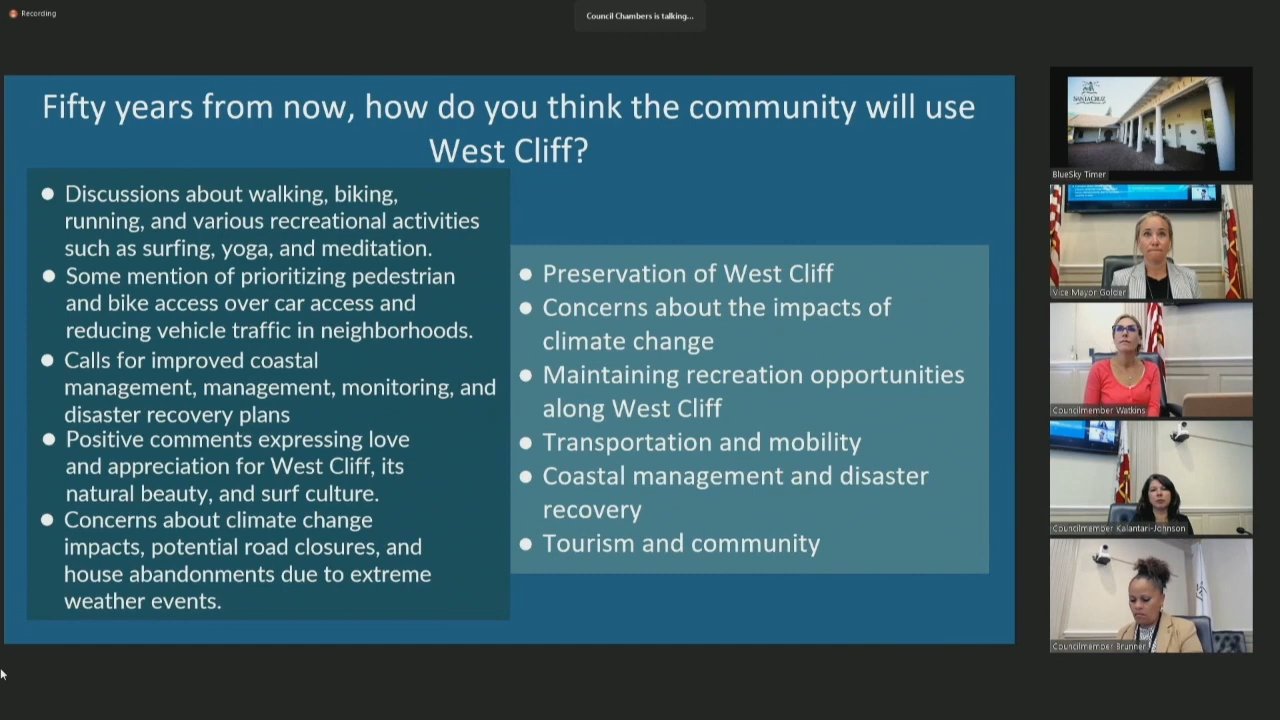 Recording
Council Chambers is talking...
Fifty years from now, how do you think the community will use
West Cliff?
● Discussions about walking, biking,
running, and various recreational activities
such as surfing, yoga, and meditation.
● Some mention of prioritizing pedestrian
and bike access over car access and
reducing vehicle traffic in neighborhoods.
● Calls for improved coastal
management, management, monitoring, and
disaster recovery plans
● Positive comments expressing love
and appreciation for West Cliff, its
natural beauty, and surf culture.
● Concerns about climate change
impacts, potential road closures, and
house abandonments due to extreme
weather events.
● Preservation of West Cliff
● Concerns about the impacts of
climate change
● Maintaining recreation opportunities
along West Cliff
● Transportation and mobility
● Coastal management and disaster
recovery
● Tourism and community
SANTA CRUZ
BlueSky Timer
Vice Mayor Golder
Councilmember Watkins
Councilmember Kalantari-Johnson
Councilmember Brunner